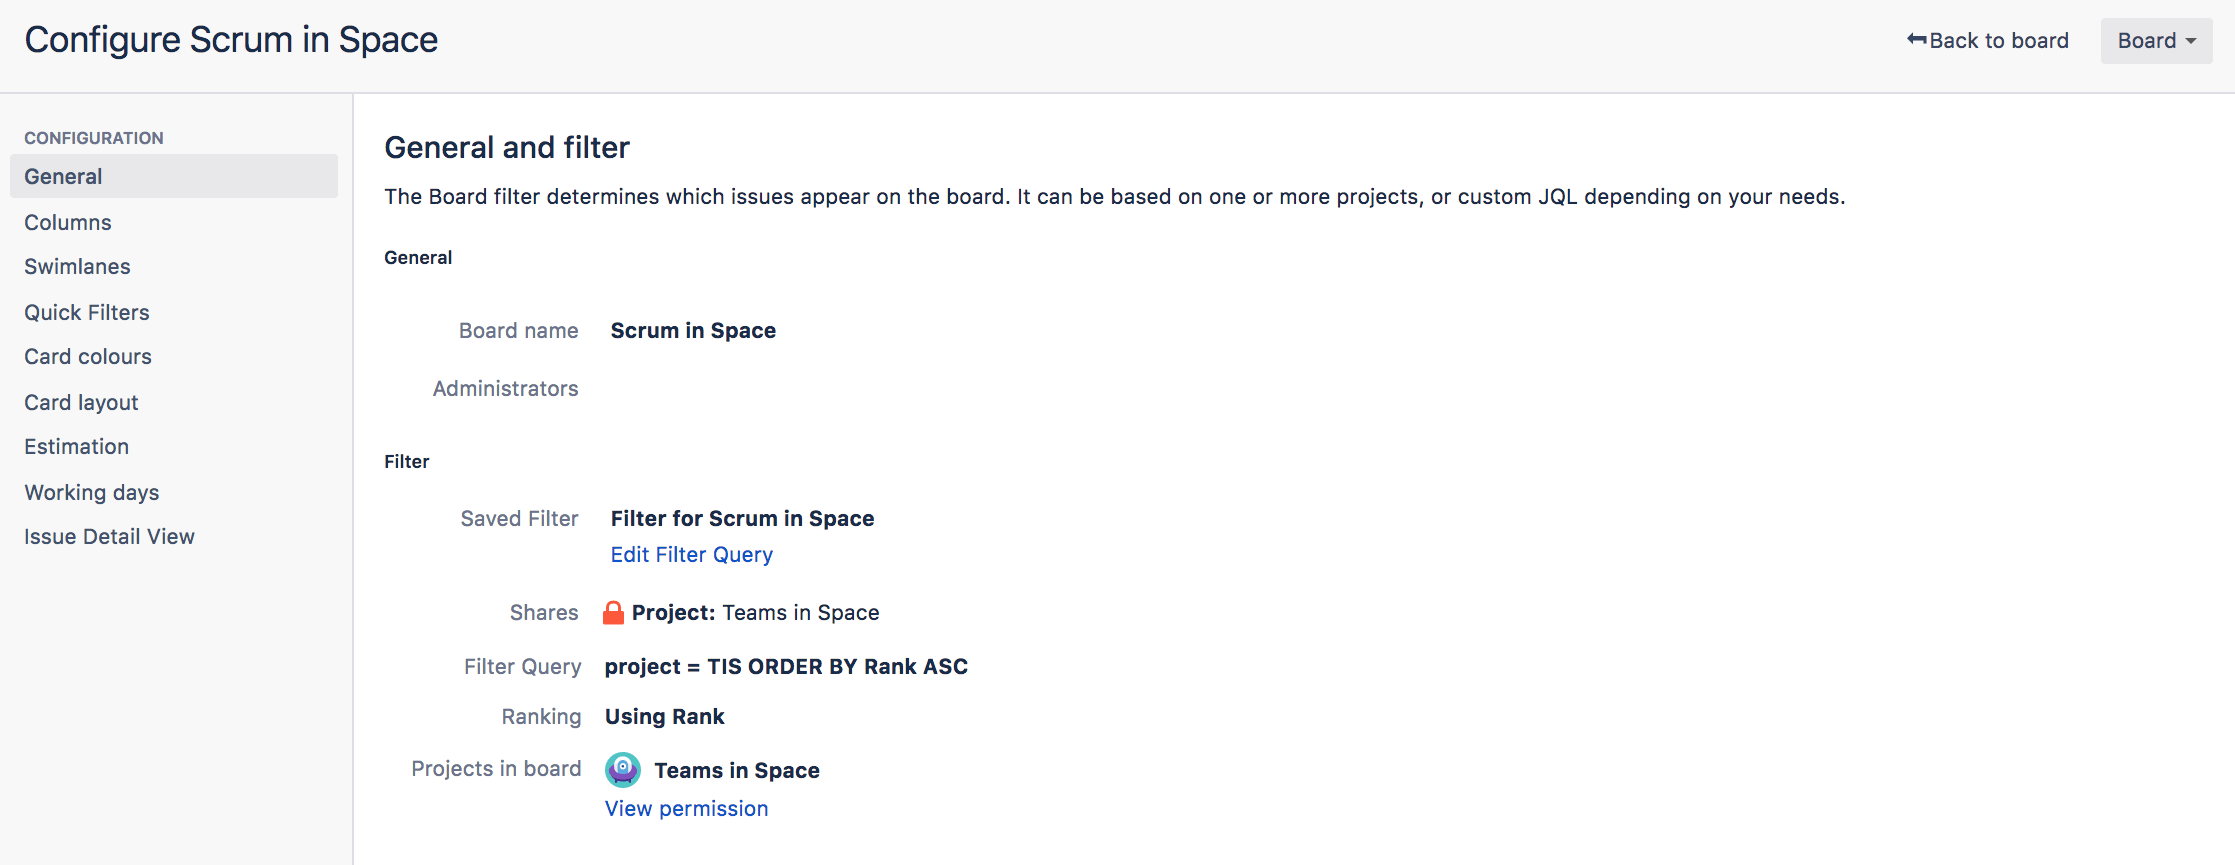 Configure Scrum in Space
Back to board
Board
CONFIGURATION
General
Columns
Swimlanes
Quick Filters
Card colours
Card layout
Estimation
Working days
Issue Detail View
General and filter
The Board filter determines which issues appear on the board. It can be based on one or more projects, or custom JQL depending on your needs.
General
Board name Scrum in Space
Administrators
Filter
Saved Filter Filter for Scrum in Space
Edit Filter Query
Shares Project: Teams in Space
Filter Query project = TIS ORDER BY Rank ASC
Ranking Using Rank
Projects in board Teams in Space
View permission